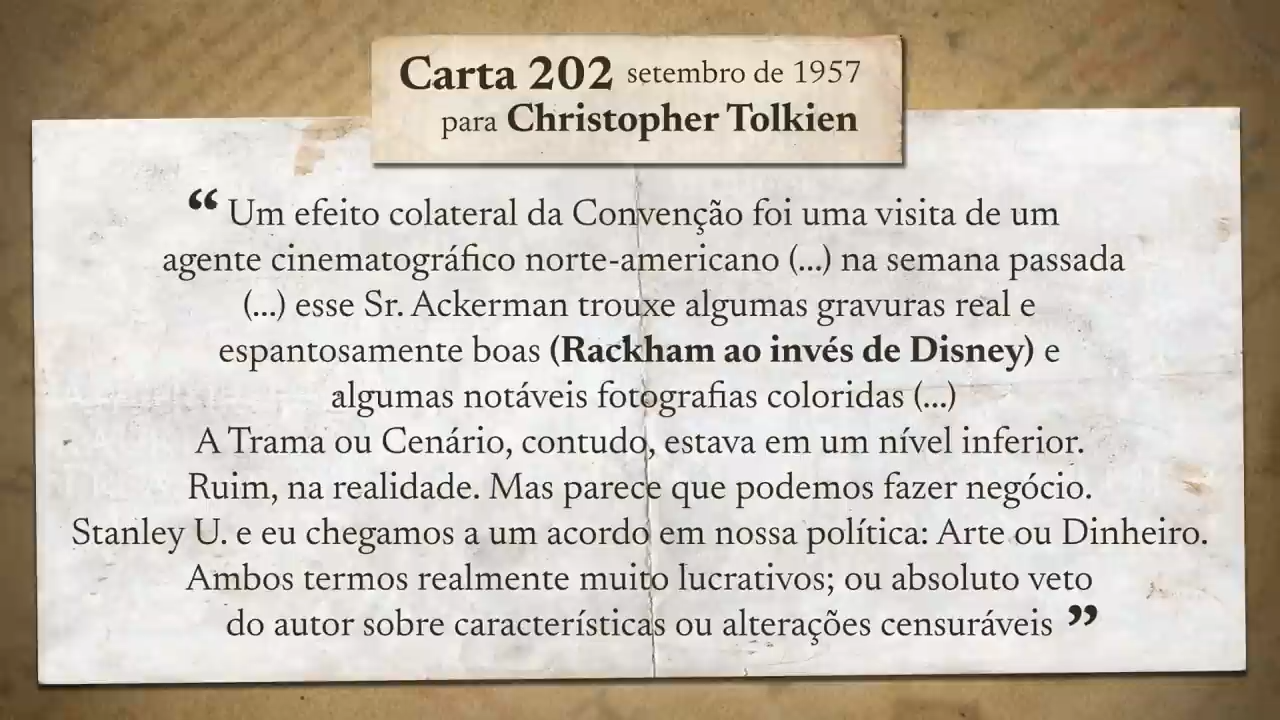 Carta 202 setembro de 1957
para Christopher Tolkien
“ Um efeito colateral da Convenção foi uma visita de um
agente cinematográfico norte-americano (...) na semana passada
(...) esse Sr. Ackerman trouxe algumas gravuras real e
espantosamente boas (Rackham ao invés de Disney) e
algumas notáveis fotografias coloridas (...)
A Trama ou Cenário, contudo, estava em um nível inferior.
Ruim, na realidade. Mas parece que podemos fazer negócio.
Stanley U. e eu chegamos a um acordo em nossa política: Arte ou Dinheiro.
Ambos termos realmente muito lucrativos; ou absoluto veto
do autor sobre características ou alterações censuráveis ”